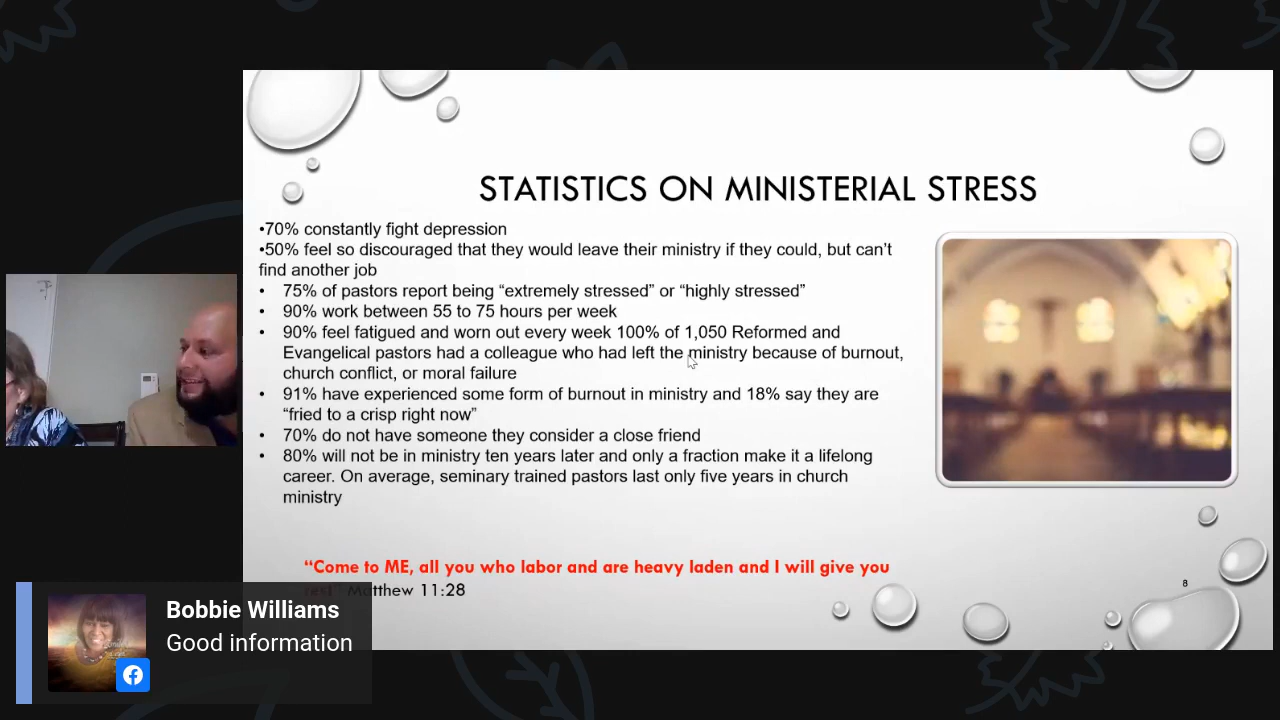 STATISTICS ON MINISTERIAL STRESS
•70% constantly fight depression
•50% feel so discouraged that they would leave their ministry if they could, but can't
find another job
• 75% of pastors report being “extremely stressed” or “highly stressed”
• 90% work between 55 to 75 hours per week
• 90% feel fatigued and worn out every week 100% of 1,050 Reformed and
Evangelical pastors had a colleague who had left the ministry because of burnout,
church conflict, or moral failure
• 91% have experienced some form of burnout in ministry and 18% say they are
“fried to a crisp right now”
• 70% do not have someone they consider a close friend
• 80% will not be in ministry ten years later and only a fraction make it a lifelong
career. On average, seminary trained pastors last only five years in church
ministry
“Come to ME, all you who labor and are heavy laden and I will give you
rest” Matthew 11:28
8
Bobbie Williams
Good information